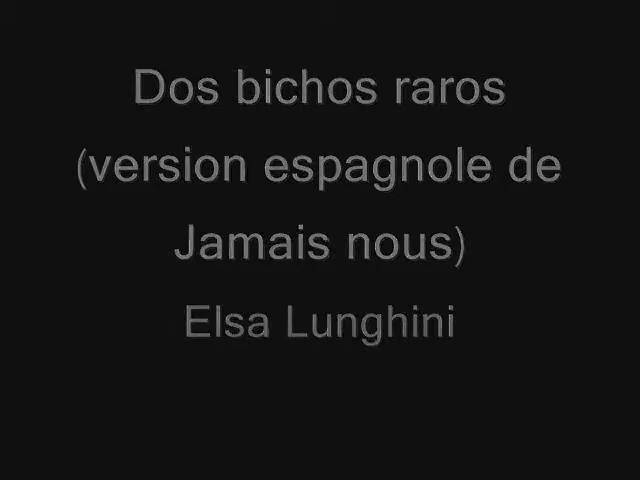 Dos bichos raros
(version espagnole de
Jamais nous)
Elsa Lunghini